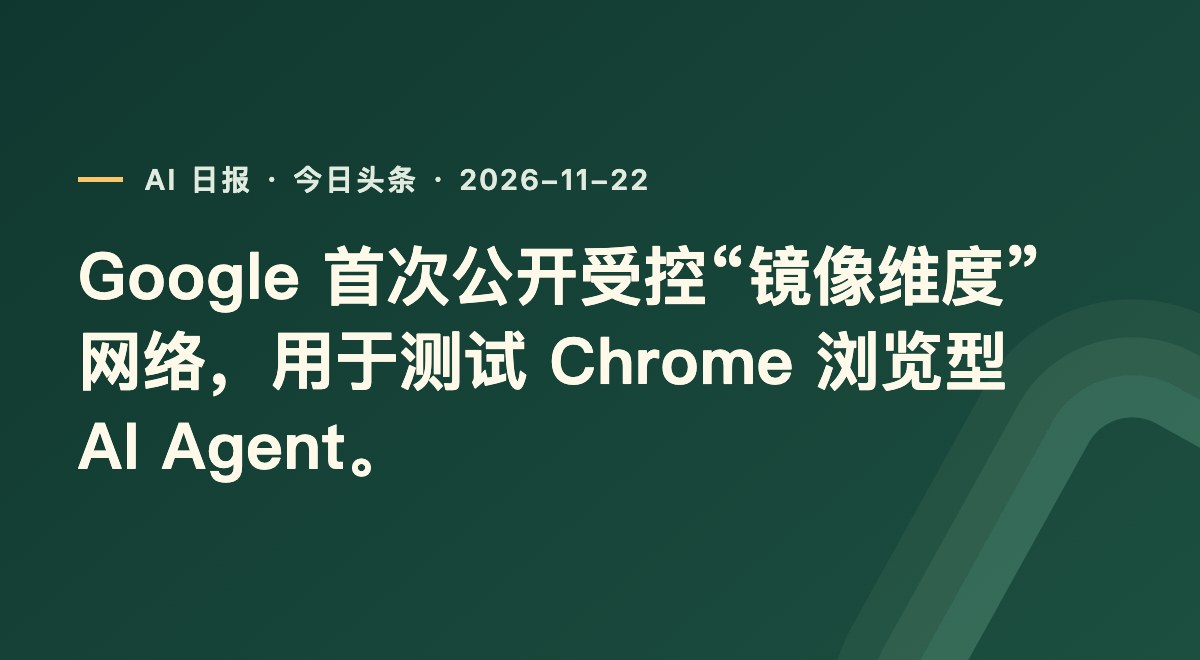 AI 日报 · 今日头条 · 2026–11–22
Google 首次公开受控“镜像维度”
网络，用于测试 Chrome 浏览型
AI Agent。